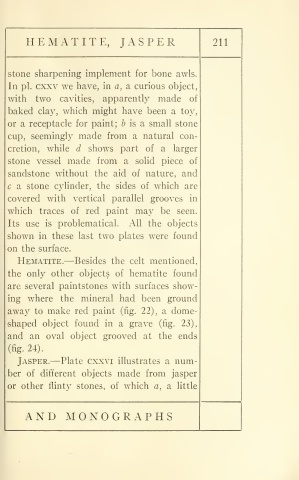 HEMATITE, JASPER 211
stone sharpening implement for bone awls.
In pl. CXXV we have, in a, a curious object,
with two cavities, apparently made of
baked clay, which might have been a toy,
or a receptacle for paint; b is a small stone
cup, seemingly made from a natural con-
cretion, while d shows part of a larger
stone vessel made from a solid piece of
sandstone without the aid of nature, and
c a stone cylinder, the sides of which are
covered with vertical parallel grooves in
which traces of red paint may be seen.
Its use is problematical. All the objects
shown in these last two plates were found
on the surface.
HEMATITE.—Besides the celt mentioned,
the only other objects of hematite found
are several paintstones with surfaces show-
ing where the mineral had been ground
away to make red paint (fig. 22), a dome-
shaped object found in a grave (fig. 23),
and an oval object grooved at the ends
(fig. 24).
JASPER.—Plate CXXVI illustrates a num-
ber of different objects made from jasper
or other flinty stones, of which a, a little
AND MONOGRAPHS